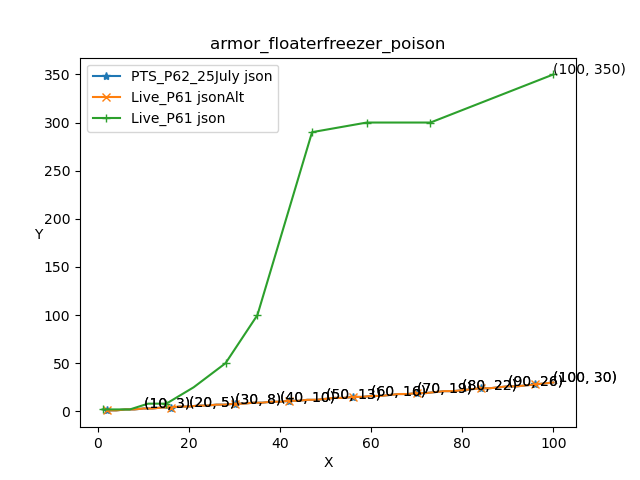 armor_floaterfreezer_poison
PTS_P62_25July json
Live_P61 jsonAlt
Live_P61 json
(100, 350)
350
300
250
200
150
100
50
0
Y
(10, 3)
(20, 5)
(30, 8)
(40, 10)
(50, 13)
(60, 16)
(70, 19)
(80, 22)
(90, 26)
(100, 30)
0 20 40 60 80 100
X